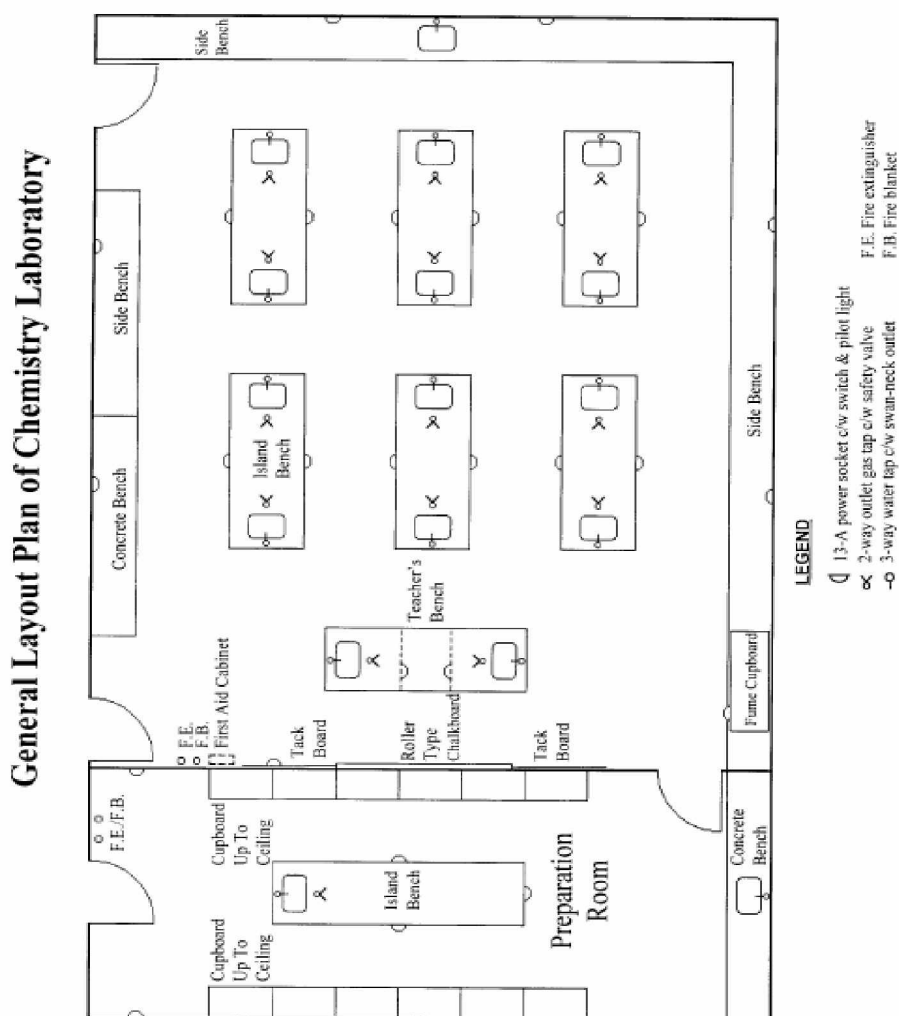 General Layout Plan of Chemistry Laboratory
Side
Bench
Side Bench
Concrete Bench
Island
Bench
Teacher's
Bench
Side Bench
Fume Cupboard
F.E.
F.B.
First Aid Cabinet
Tack
Board
Roller
Type
Chalkboard
Tack
Board
F.E./F.B.
Cupboard
Up To
Ceiling
Island
Bench
Cupboard
Up To
Ceiling
Preparation
Room
Concrete
Bench
LEGEND
13-A power socket c/w switch & pilot light
2-way outlet gas tap c/w safety valve
3-way water tap c/w swan-neck outlet
F.E. Fire extinguisher
F.B. Fire blanket